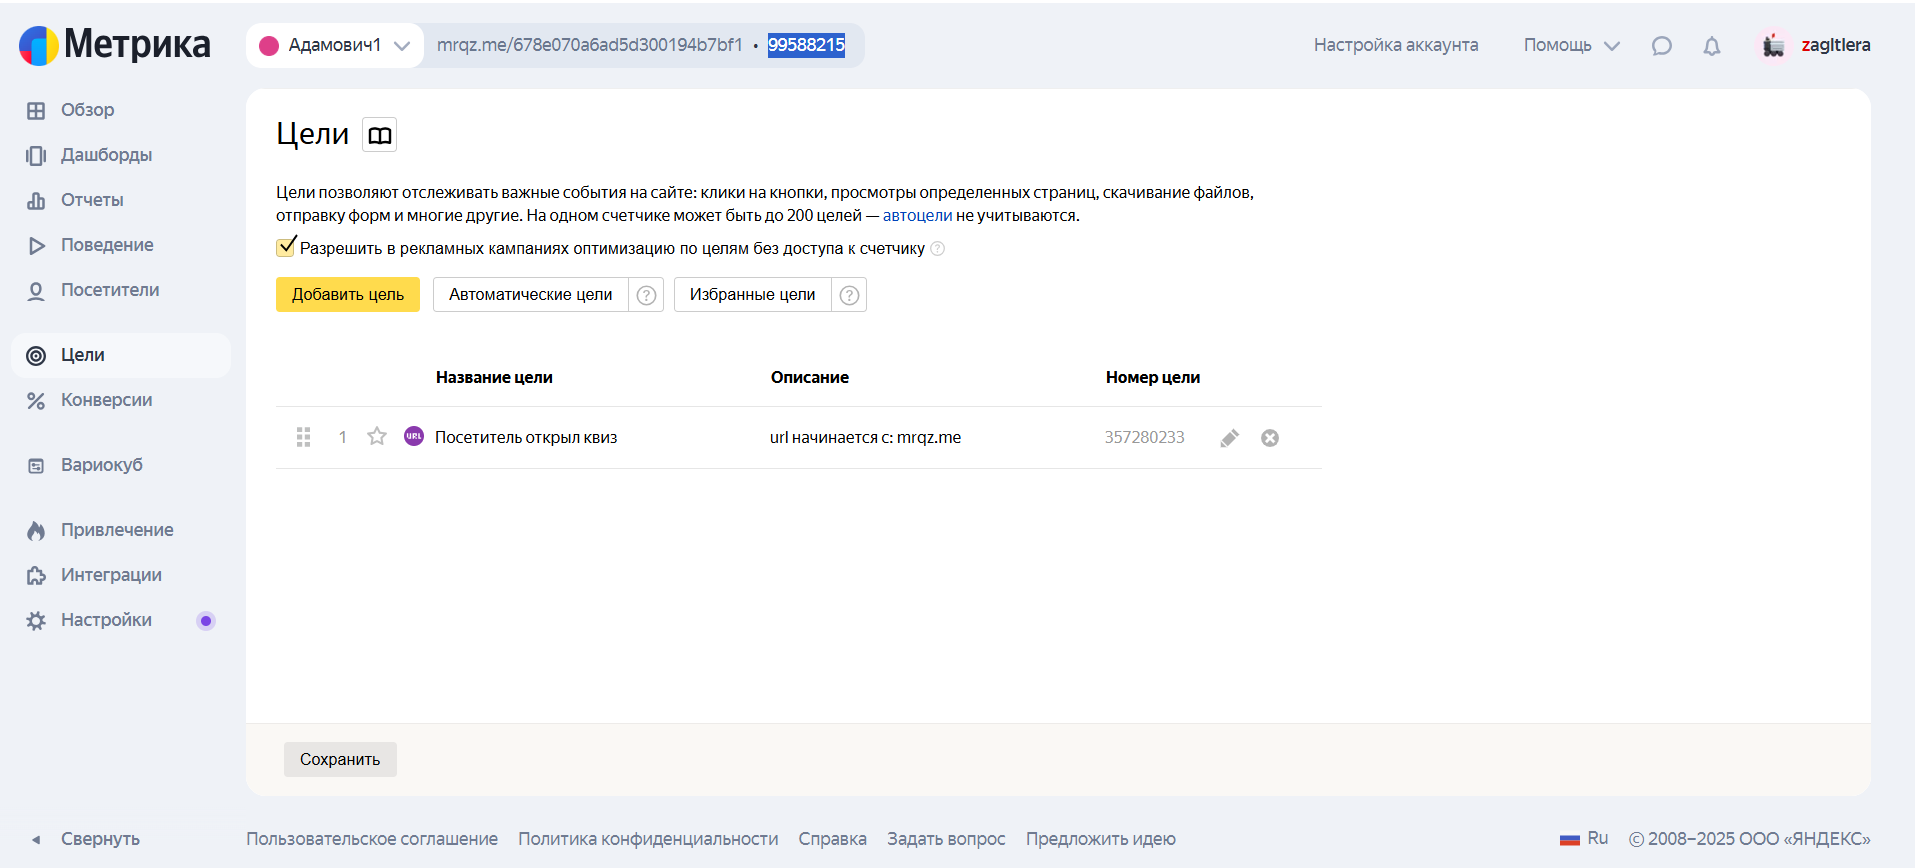 Метрика
Адамович1
mrqz.me/678e070a6ad5d300194b7bf1 • 99588215
Настройка аккаунта
Помощь
zagltlera
Обзор
Дашборды
Отчеты
Поведение
Посетители
Цели
Конверсии
Вариокуб
Привлечение
Интеграции
Настройки
Свернуть
Цели
Цели позволяют отслеживать важные события на сайте: клики на кнопки, просмотры определенных страниц, скачивание файлов,
отправку форм и многие другие. На одном счетчике может быть до 200 целей — автоцели не учитываются.
Разрешить в рекламных кампаниях оптимизацию по целям без доступа к счетчику ?
Добавить цель
Автоматические цели ?
Избранные цели ?
Название цели Описание Номер цели
1 URL Посетитель открыл квиз url начинается с: mrqz.me 357280233
Сохранить
Пользовательское соглашение Политика конфиденциальности Справка Задать вопрос Предложить идею
Ru © 2008–2025 ООО «ЯНДЕКС»